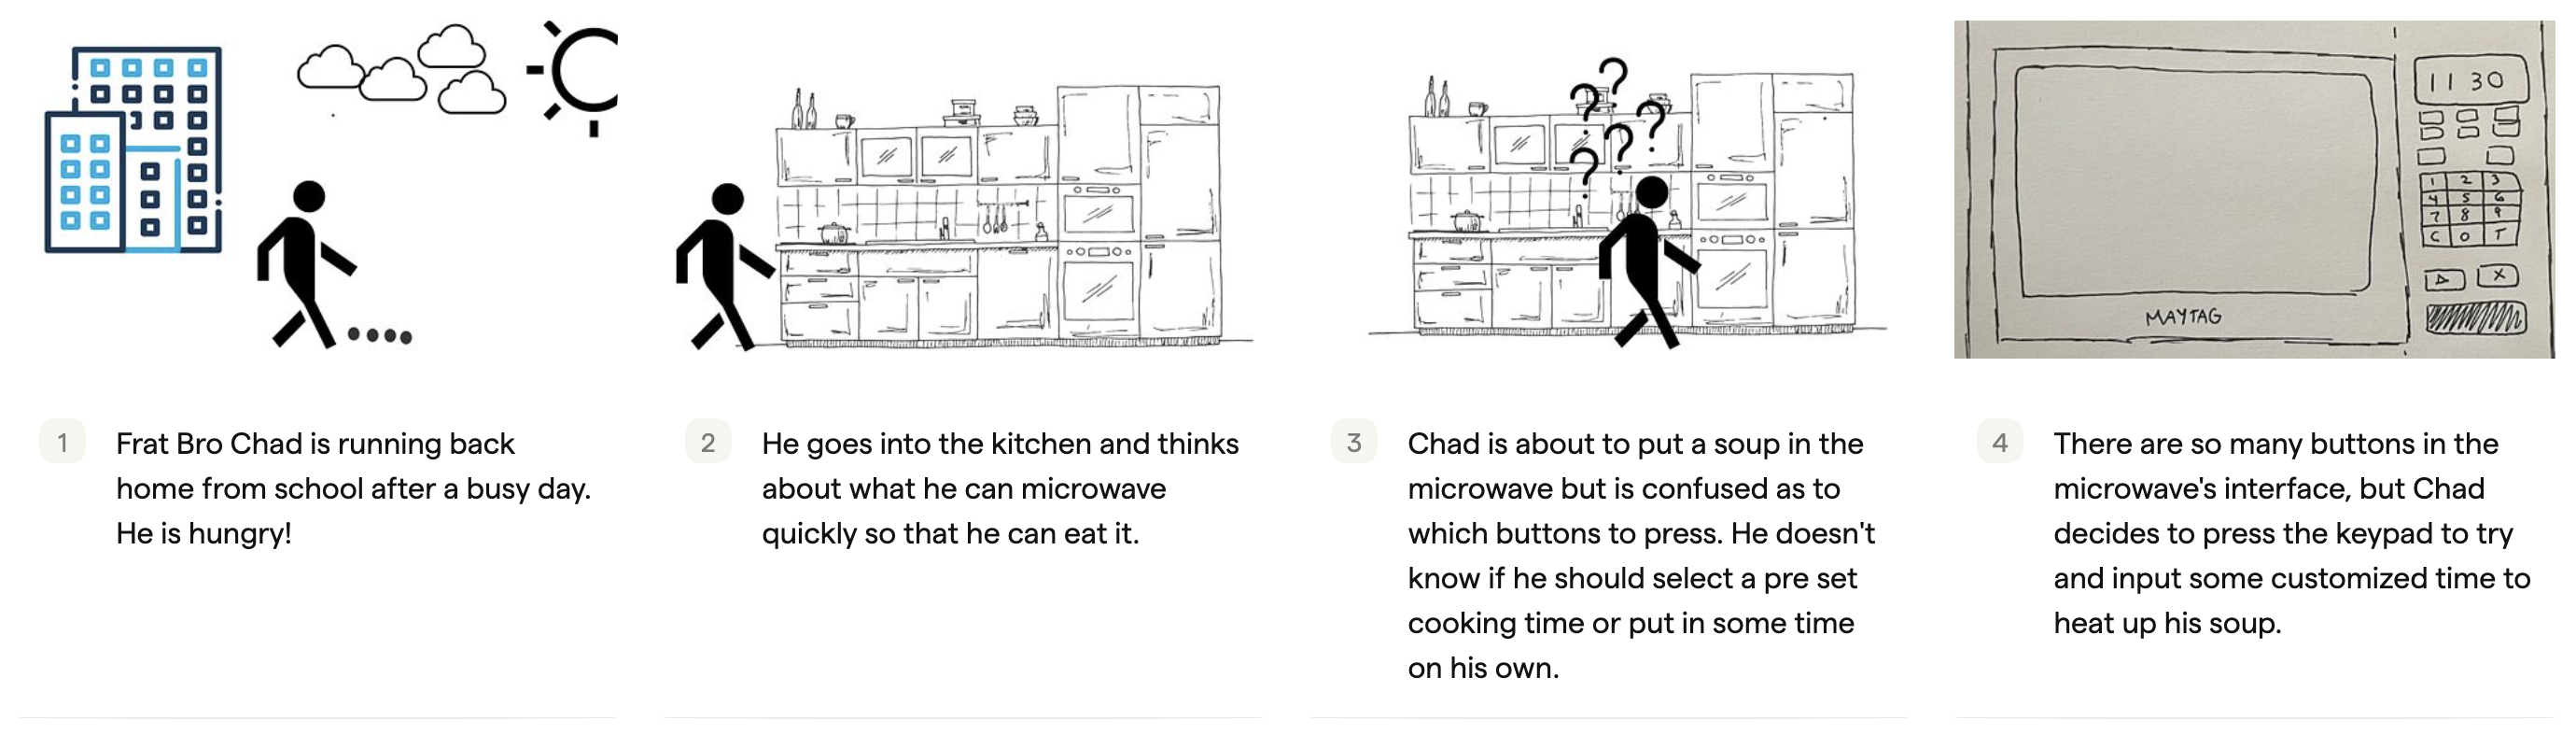 11 30
1 2 3
4 5 6
7 8 9
C O T
X
MAYTAG
? ? ? ? ?
1
Frat Bro Chad is running back
home from school after a busy day.
He is hungry!
2
He goes into the kitchen and thinks
about what he can microwave
quickly so that he can eat it.
3
Chad is about to put a soup in the
microwave but is confused as to
which buttons to press. He doesn't
know if he should select a pre set
cooking time or put in some time
on his own.
4
There are so many buttons in the
microwave's interface, but Chad
decides to press the keypad to try
and input some customized time to
heat up his soup.